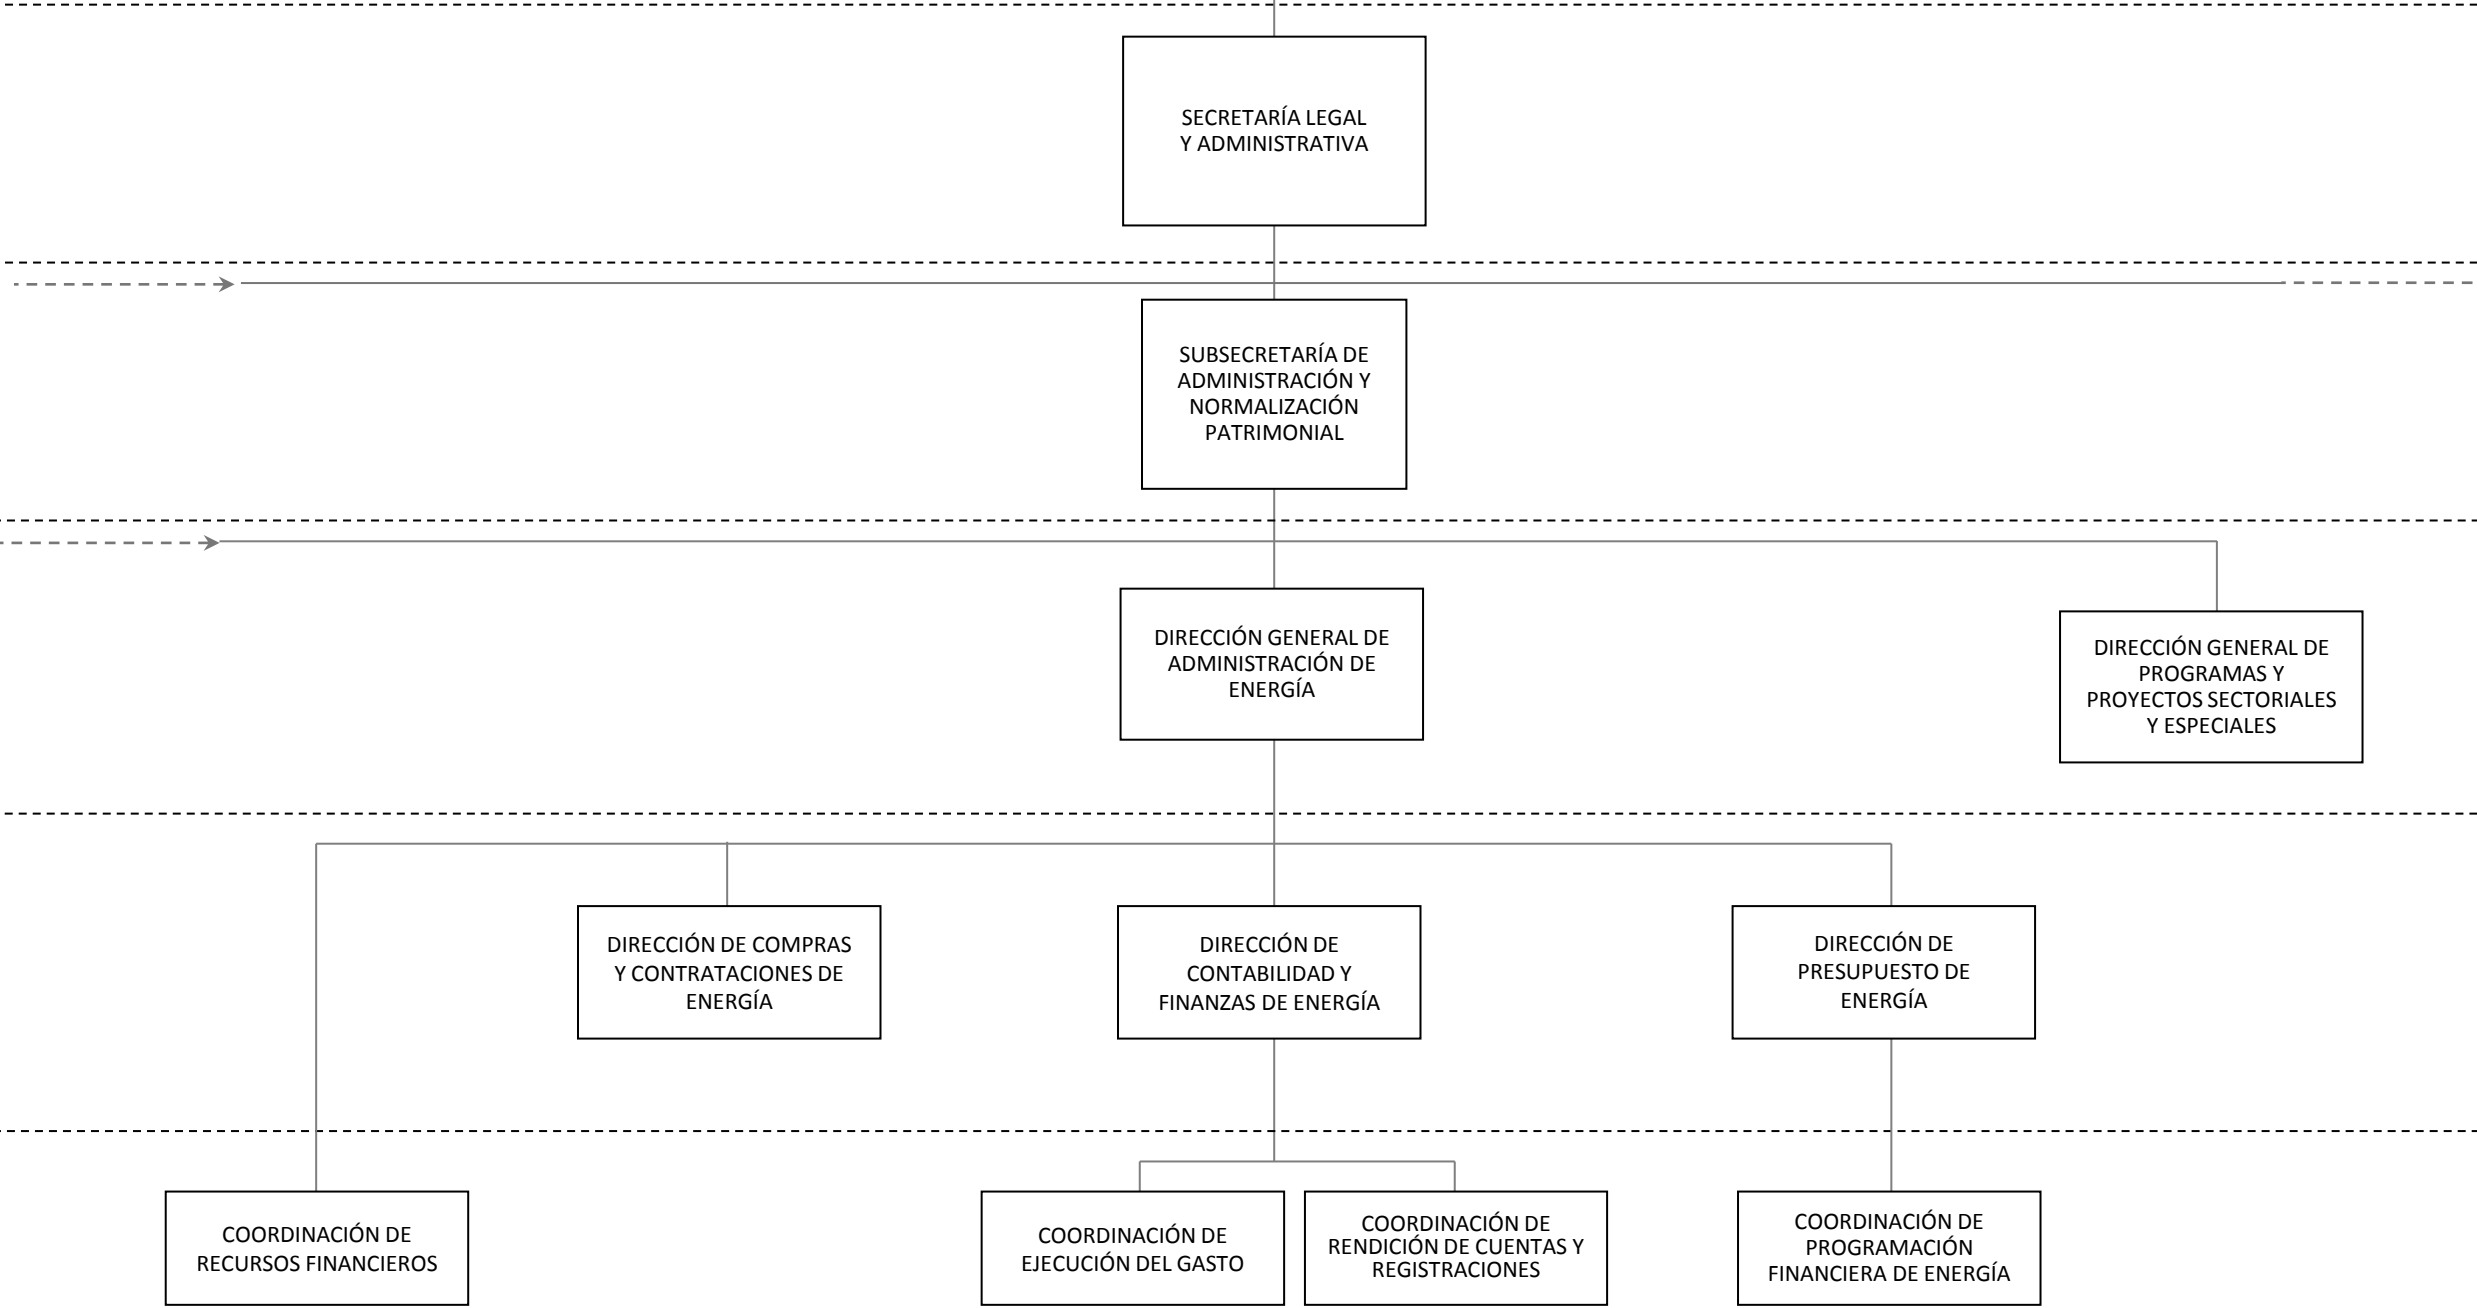 SECRETARÍA LEGAL
Y ADMINISTRATIVA
SUBSECRETARÍA DE
ADMINISTRACIÓN Y
NORMALIZACIÓN
PATRIMONIAL
DIRECCIÓN GENERAL DE
ADMINISTRACIÓN DE
ENERGÍA
DIRECCIÓN GENERAL DE
PROGRAMAS Y
PROYECTOS SECTORIALES
Y ESPECIALES
DIRECCIÓN DE COMPRAS
Y CONTRATACIONES DE
ENERGÍA
DIRECCIÓN DE
CONTABILIDAD Y
FINANZAS DE ENERGÍA
DIRECCIÓN DE
PRESUPUESTO DE
ENERGÍA
COORDINACIÓN DE
RECURSOS FINANCIEROS
COORDINACIÓN DE
EJECUCIÓN DEL GASTO
COORDINACIÓN DE
RENDICIÓN DE CUENTAS Y
REGISTRACIONES
COORDINACIÓN DE
PROGRAMACIÓN
FINANCIERA DE ENERGÍA